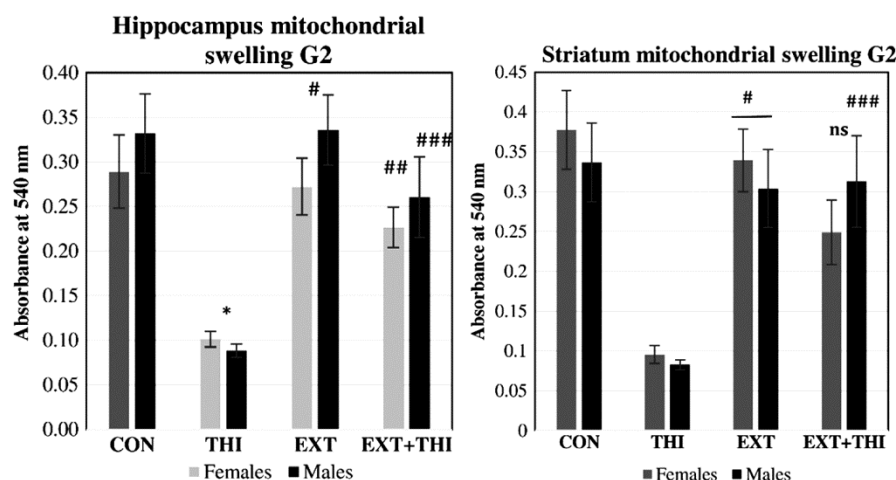 Hippocampus mitochondrial
swelling G2
Absorbance at 540 nm
0.40
0.35
0.30
0.25
0.20
0.15
0.10
0.05
0.00
*
#
##
###
CON THI EXT EXT+THI
Females Males
Striatum mitochondrial swelling G2
Absorbance at 540 nm
0.45
0.4
0.35
0.3
0.25
0.2
0.15
0.1
0.05
0
#
ns
###
CON THI EXT EXT+THI
Females Males